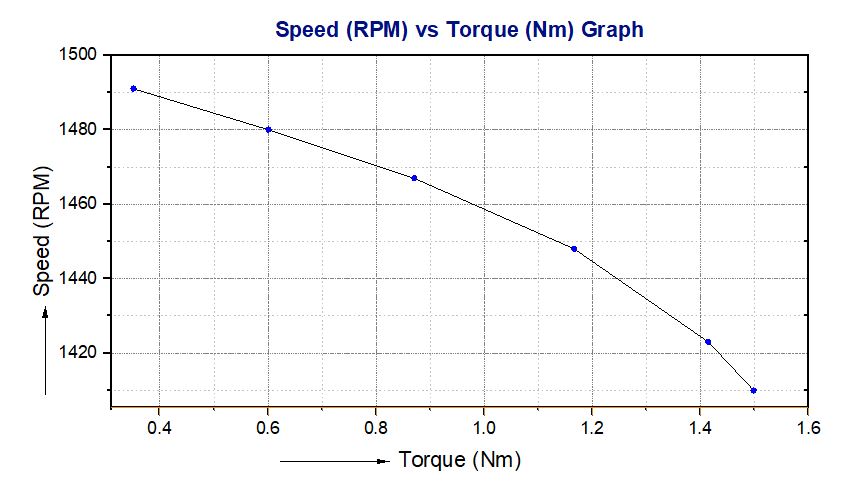 Speed (RPM) vs Torque (Nm) Graph
1500
1480
1460
1440
1420
Speed (RPM)
0.4 0.6 0.8 1.0 1.2 1.4 1.6
Torque (Nm)